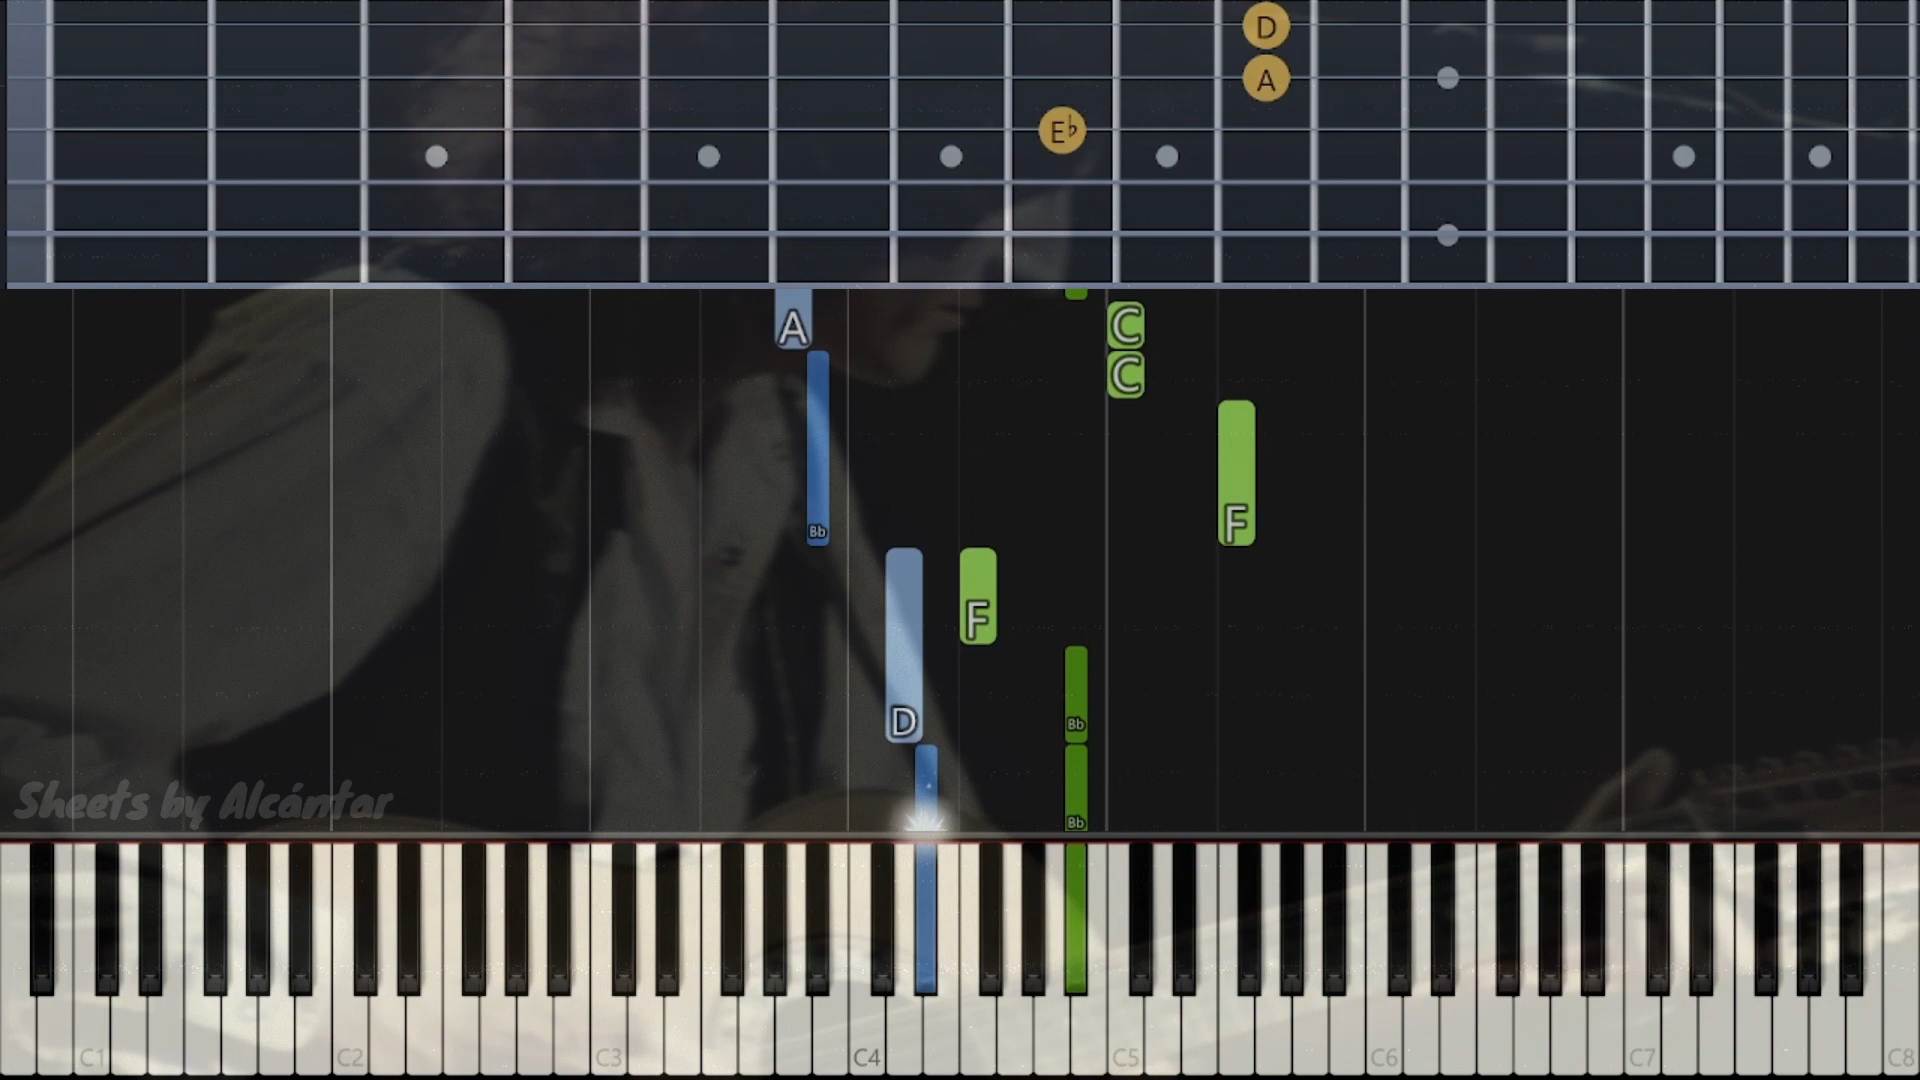 D
A
E♭
A
C
C
Bb
F
F
D
Bb
Sheets by Alcántar
Bb
C1 C2 C3 C4 C5 C6 C7 C8